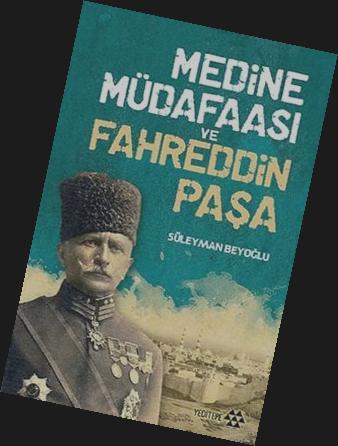 MEDİNE
MÜDAFAASI
VE
FAHREDDİN
PAŞA
SÜLEYMAN BEYOĞLU
YEDİTEPE